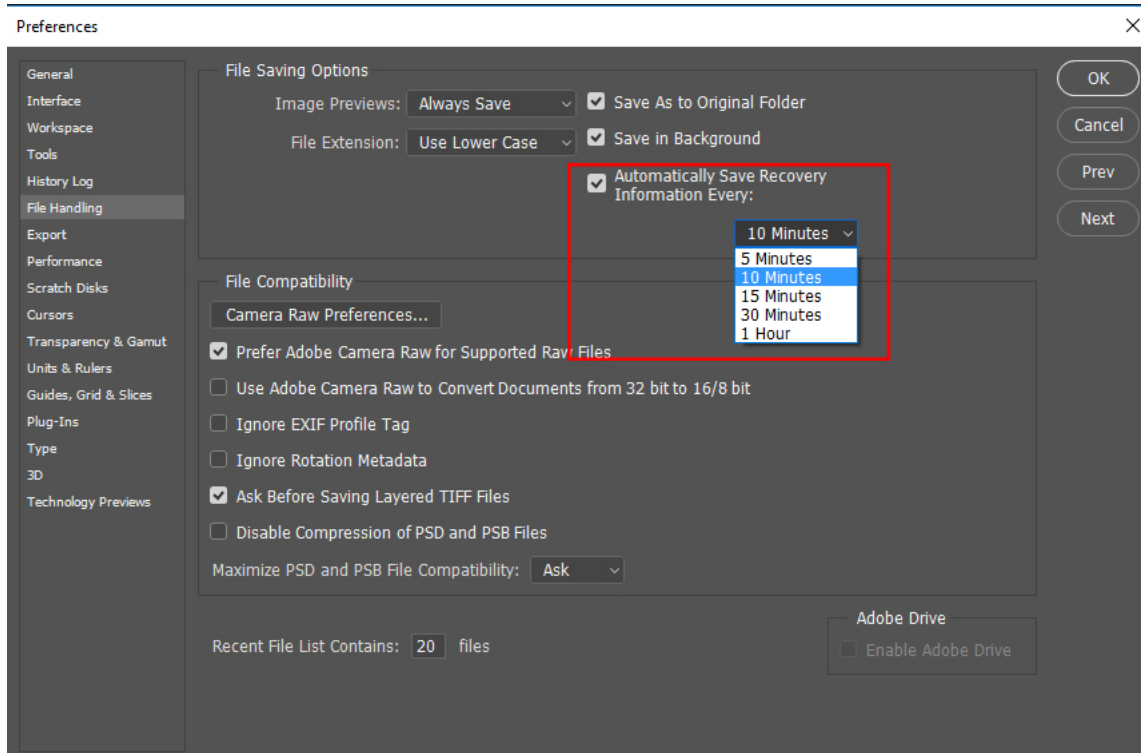 Preferences
General
Interface
Workspace
Tools
History Log
File Handling
Export
Performance
Scratch Disks
Cursors
Transparency & Gamut
Units & Rulers
Guides, Grid & Slices
Plug-Ins
Type
3D
Technology Previews
File Saving Options
Image Previews: Always Save
Save As to Original Folder
File Extension: Use Lower Case
Save in Background
Automatically Save Recovery
Information Every:
10 Minutes
5 Minutes
10 Minutes
15 Minutes
30 Minutes
1 Hour
File Compatibility
Camera Raw Preferences...
Prefer Adobe Camera Raw for Supported Raw Files
Use Adobe Camera Raw to Convert Documents from 32 bit to 16/8 bit
Ignore EXIF Profile Tag
Ignore Rotation Metadata
Ask Before Saving Layered TIFF Files
Disable Compression of PSD and PSB Files
Maximize PSD and PSB File Compatibility: Ask
Recent File List Contains: 20 files
Adobe Drive
Enable Adobe Drive
OK
Cancel
Prev
Next